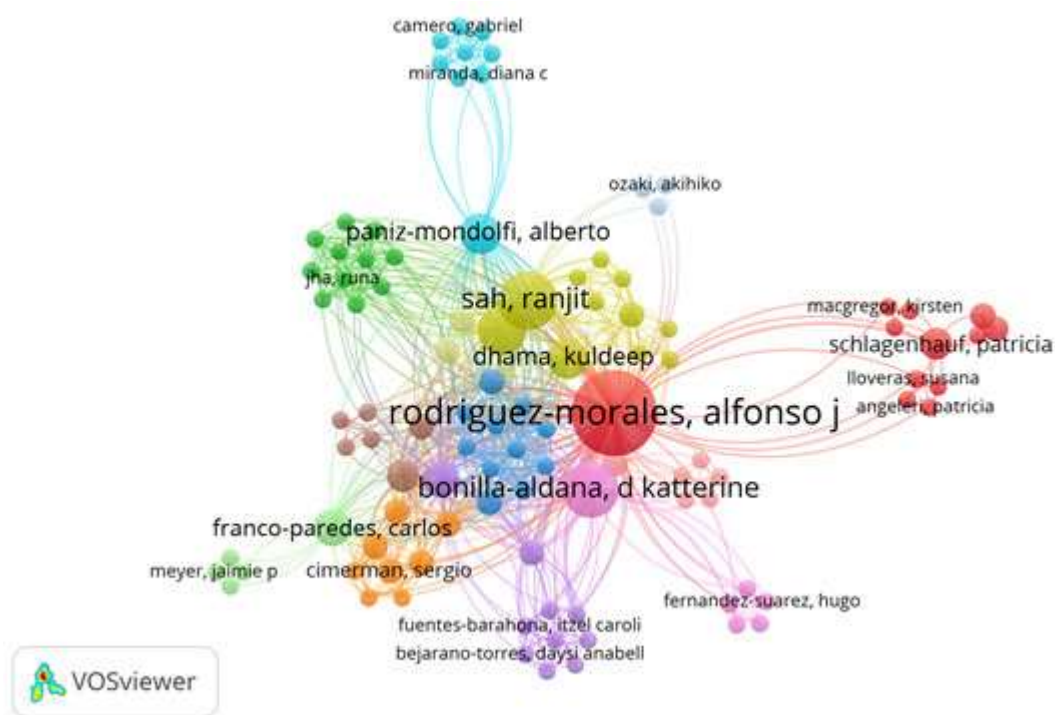 camero, gabriel
miranda, diana c
ozaki, akihiko
paniz-mondolfi, alberto
jha, runa
sah, ranjit
macgregor, kirsten
schlagenhauf, patricia
dhama, kuldeep
lloveras, susana
angeleri, patricia
rodriguez-morales, alfonso j
bonilla-aldana, d katterine
franco-paredes, carlos
meyer, jaimie p
cimerman, sergio
fernandez-suarez, hugo
fuentes-barahona, itzel caroli
bejarano-torres, daysi anabell
VOSviewer